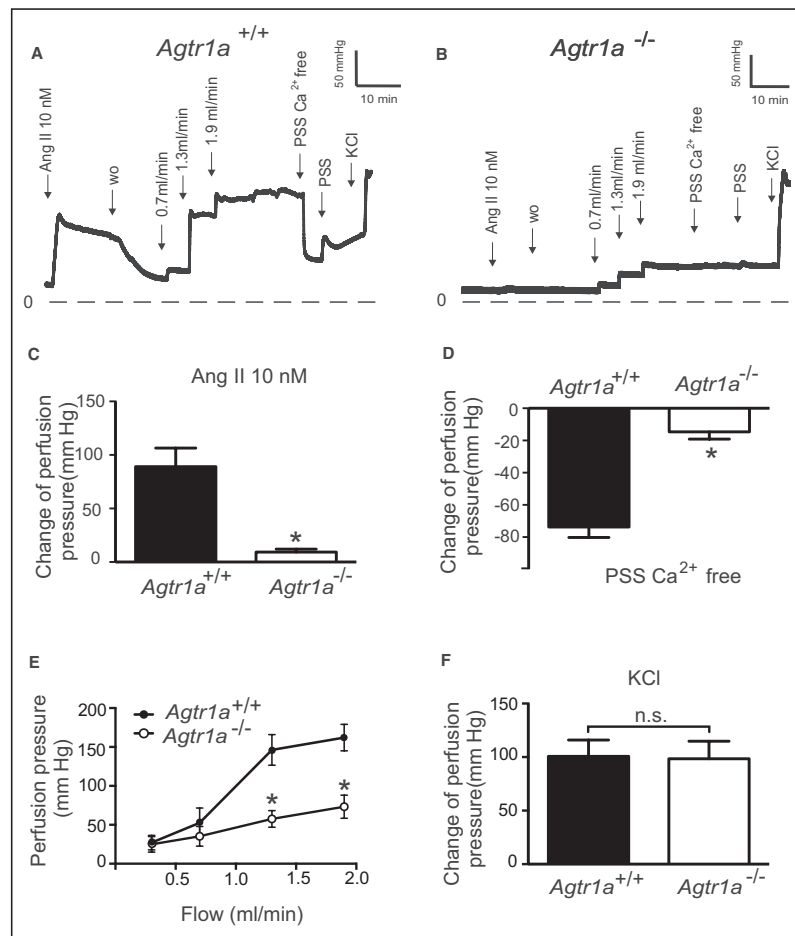 A
Agtr1a +/+
50 mmHg
10 min
Ang II 10 nM
wo
0.7ml/min
1.3ml/min
1.9 ml/min
PSS Ca2+ free
PSS
KCl
0
B
Agtr1a -/-
50 mmHg
10 min
Ang II 10 nM
wo
0.7ml/min
1.3ml/min
1.9 ml/min
PSS Ca2+ free
PSS
KCl
0
C
Ang II 10 nM
Change of perfusion
pressure(mm Hg)
150
100
50
0
*
Agtr1a+/+
Agtr1a-/-
D
Agtr1a+/+
Agtr1a-/-
Change of perfusion
pressure(mm Hg)
0
-20
-40
-60
-80
*
PSS Ca2+ free
E
Perfusion pressure
(mm Hg)
200
150
100
50
0
Agtr1a+/+
Agtr1a-/-
*
*
0.5
1.0
1.5
2.0
Flow (ml/min)
F
KCl
n.s.
Change of perfusion
pressure(mm Hg)
150
100
50
0
Agtr1a+/+
Agtr1a-/-